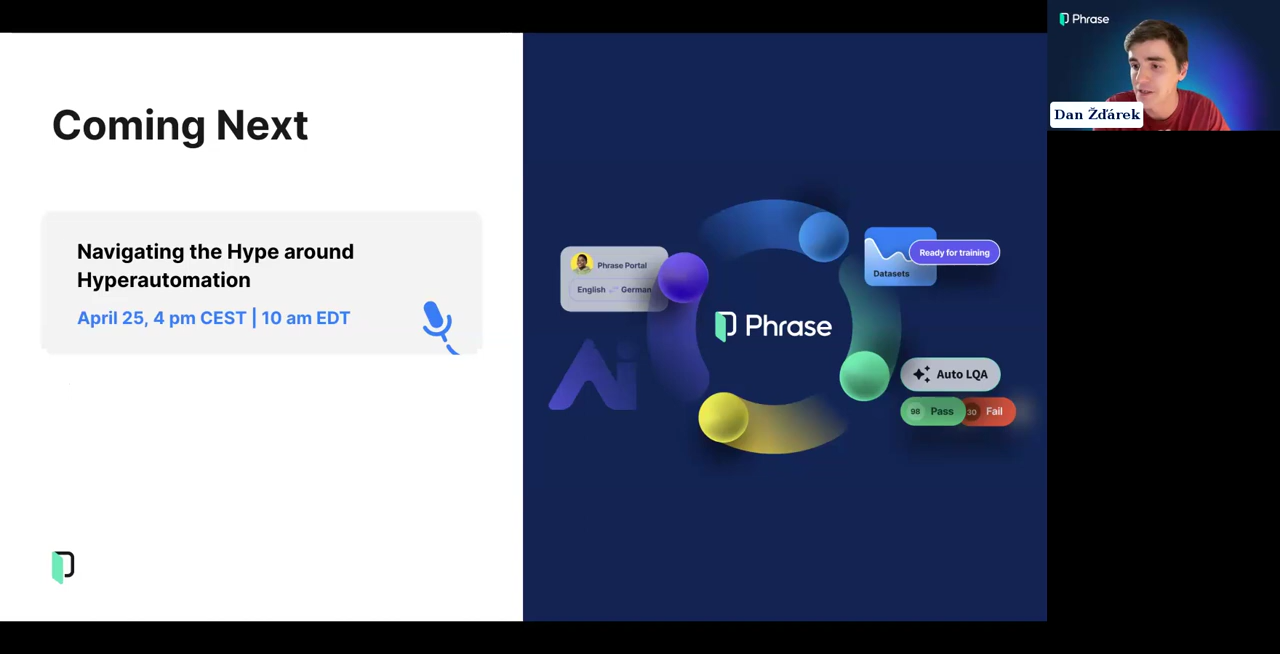 Coming Next
Navigating the Hype around
Hyperautomation
April 25, 4 pm CEST | 10 am EDT
Phrase Portal
English
German
Ai
Phrase
Datasets
Ready for training
Auto LQA
98 Pass
30 Fail
Phrase
Dan Žďárek